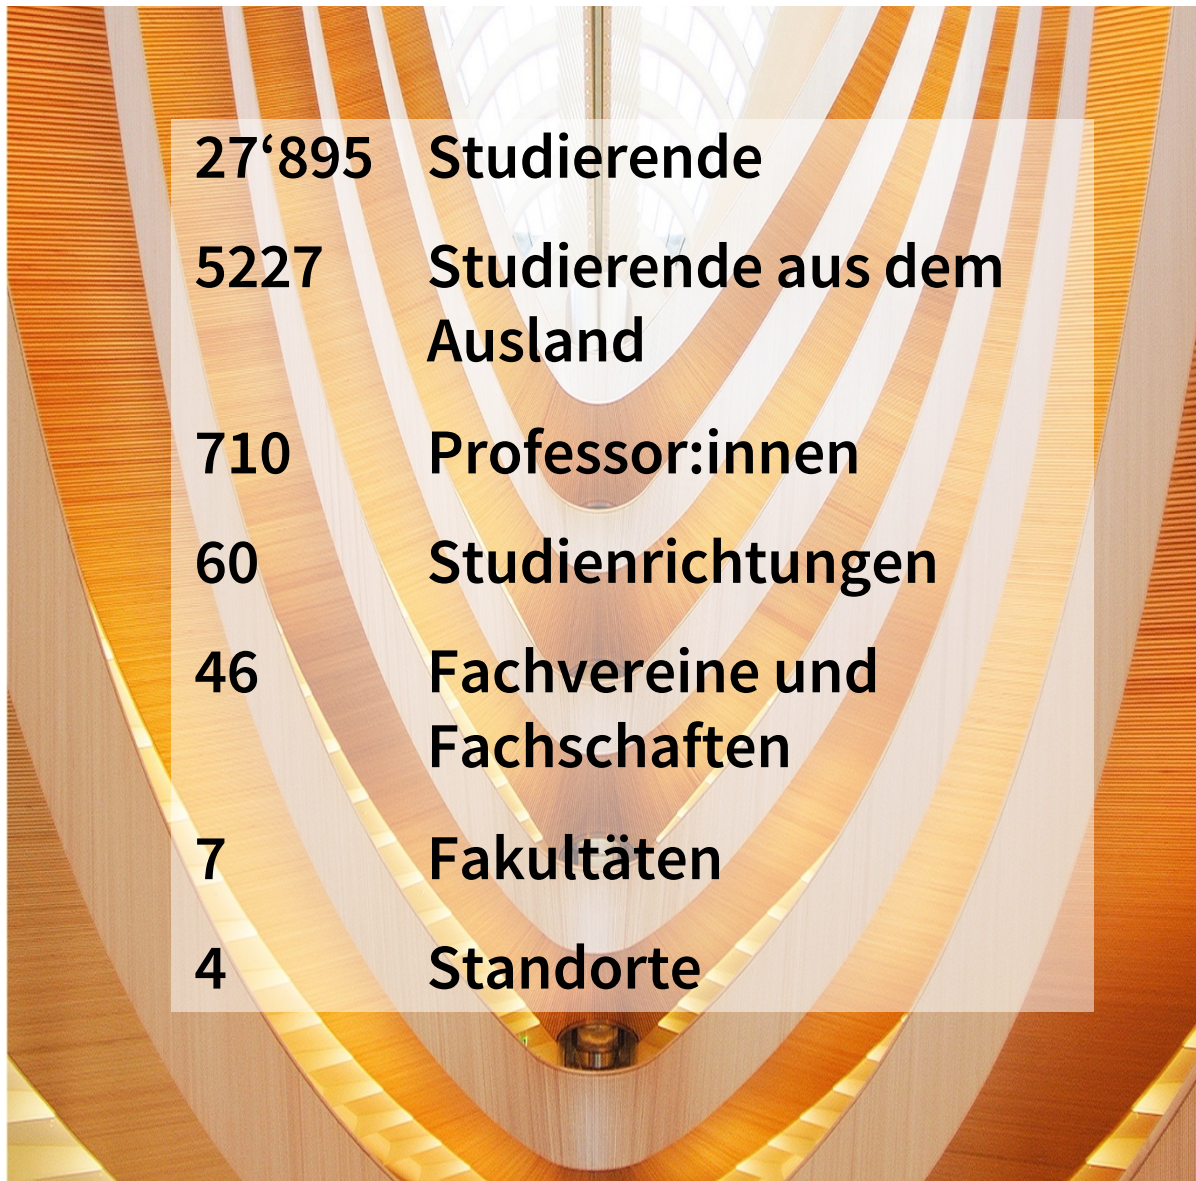 27‘895 Studierende
5227 Studierende aus dem
Ausland
710 Professor:innen
60 Studienrichtungen
46 Fachvereine und
Fachschaften
7 Fakultäten
4 Standorte